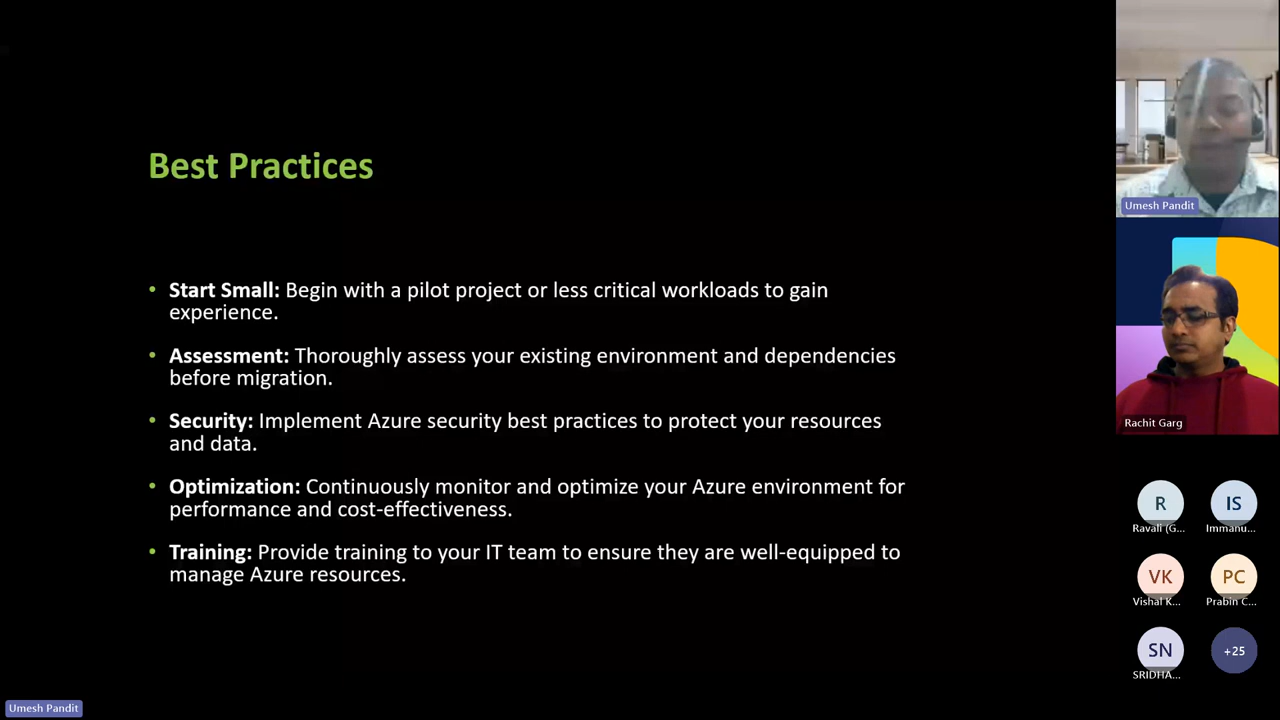 Best Practices
• Start Small: Begin with a pilot project or less critical workloads to gain
experience.
• Assessment: Thoroughly assess your existing environment and dependencies
before migration.
• Security: Implement Azure security best practices to protect your resources
and data.
• Optimization: Continuously monitor and optimize your Azure environment for
performance and cost-effectiveness.
• Training: Provide training to your IT team to ensure they are well-equipped to
manage Azure resources.
Umesh Pandit
Rachit Garg
R
IS
Ravali (G...
Immanu...
VK
PC
Vishal K...
Prabin C...
SN
+25
SRIDHA...
Umesh Pandit